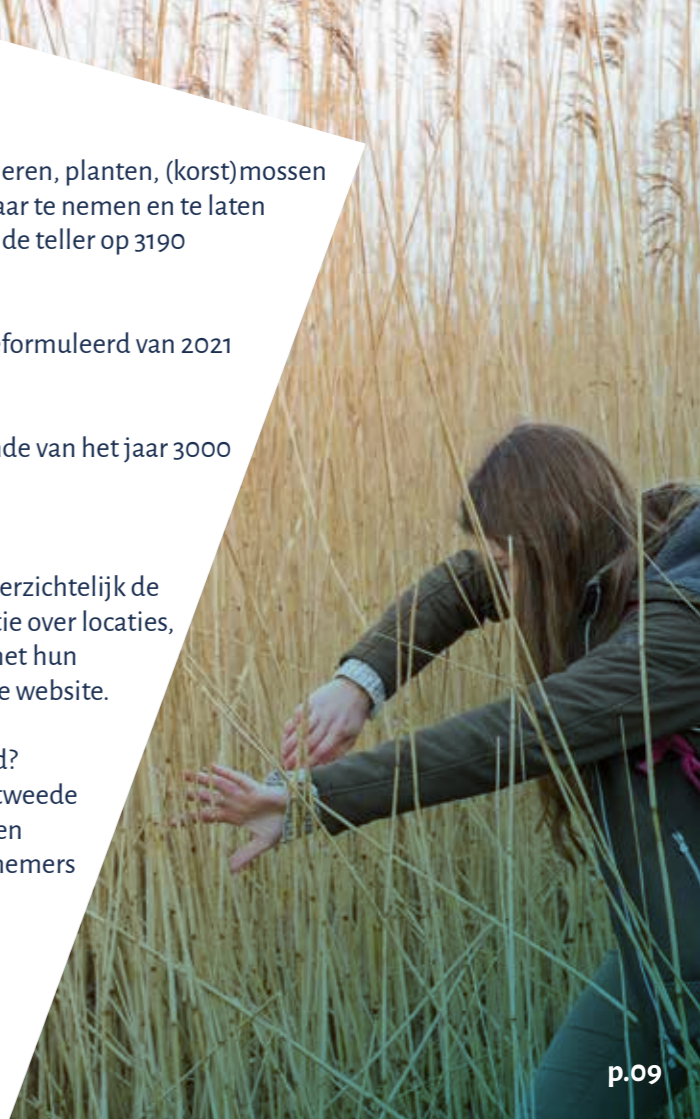 eren, planten, (korst)mossen
aar te nemen en te laten
de teller op 3190
formuleerd van 2021
nde van het jaar 3000
erzichtelijk de
tie over locaties,
net hun
e website.
d?
tweede
en
nemers
p.09